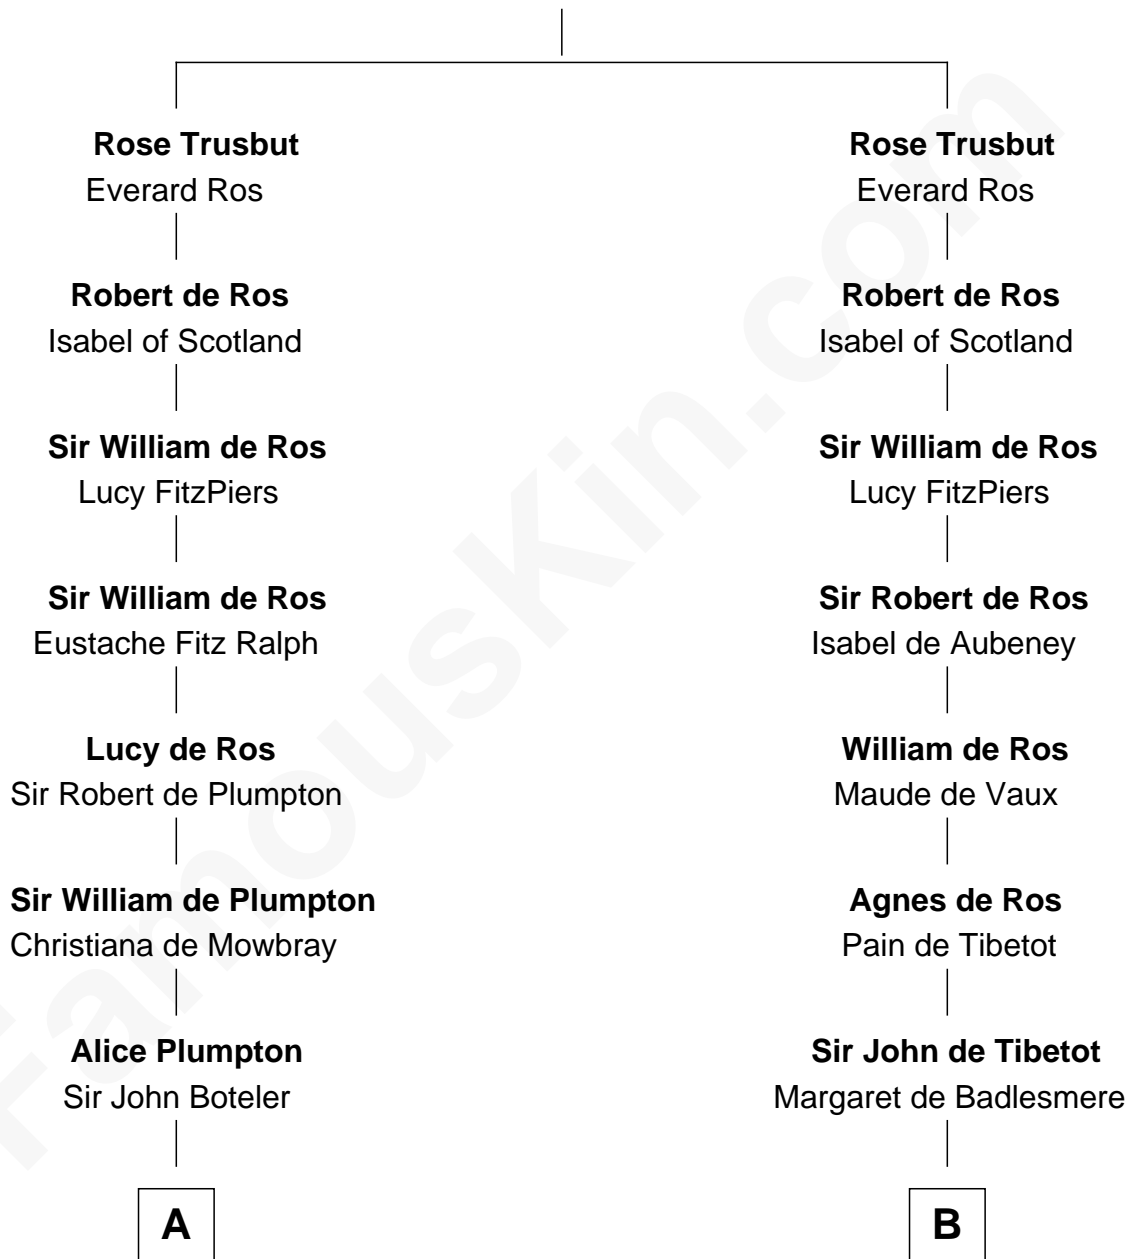 Rose Trusbut
Everard Ros
Robert de Ros
Isabel of Scotland
Sir William de Ros
Lucy FitzPiers
Sir William de Ros
Eustache Fitz Ralph
Lucy de Ros
Sir Robert de Plumpton
Sir William de Plumpton
Christiana de Mowbray
Alice Plumpton
Sir John Boteler
A
Rose Trusbut
Everard Ros
Robert de Ros
Isabel of Scotland
Sir William de Ros
Lucy FitzPiers
Sir Robert de Ros
Isabel de Aubeney
William de Ros
Maude de Vaux
Agnes de Ros
Pain de Tibetot
Sir John de Tibetot
Margaret de Badlesmere
B
FamousKin.com